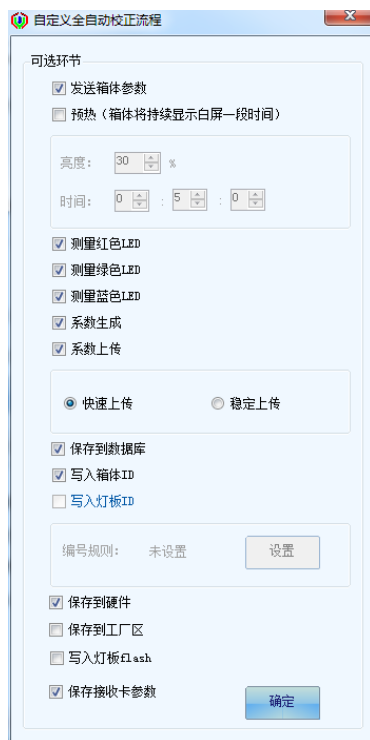 自定义全自动校正流程
可选环节
发送箱体参数
预热（箱体将持续显示白屏一段时间）
亮度： 30 %
时间： 0 : 5 : 0
测量红色LED
测量绿色LED
测量蓝色LED
系数生成
系数上传
快速上传 稳定上传
保存到数据库
写入箱体ID
写入灯板ID
编号规则： 未设置 设置
保存到硬件
保存到工厂区
写入灯板flash
保存接收卡参数
确定